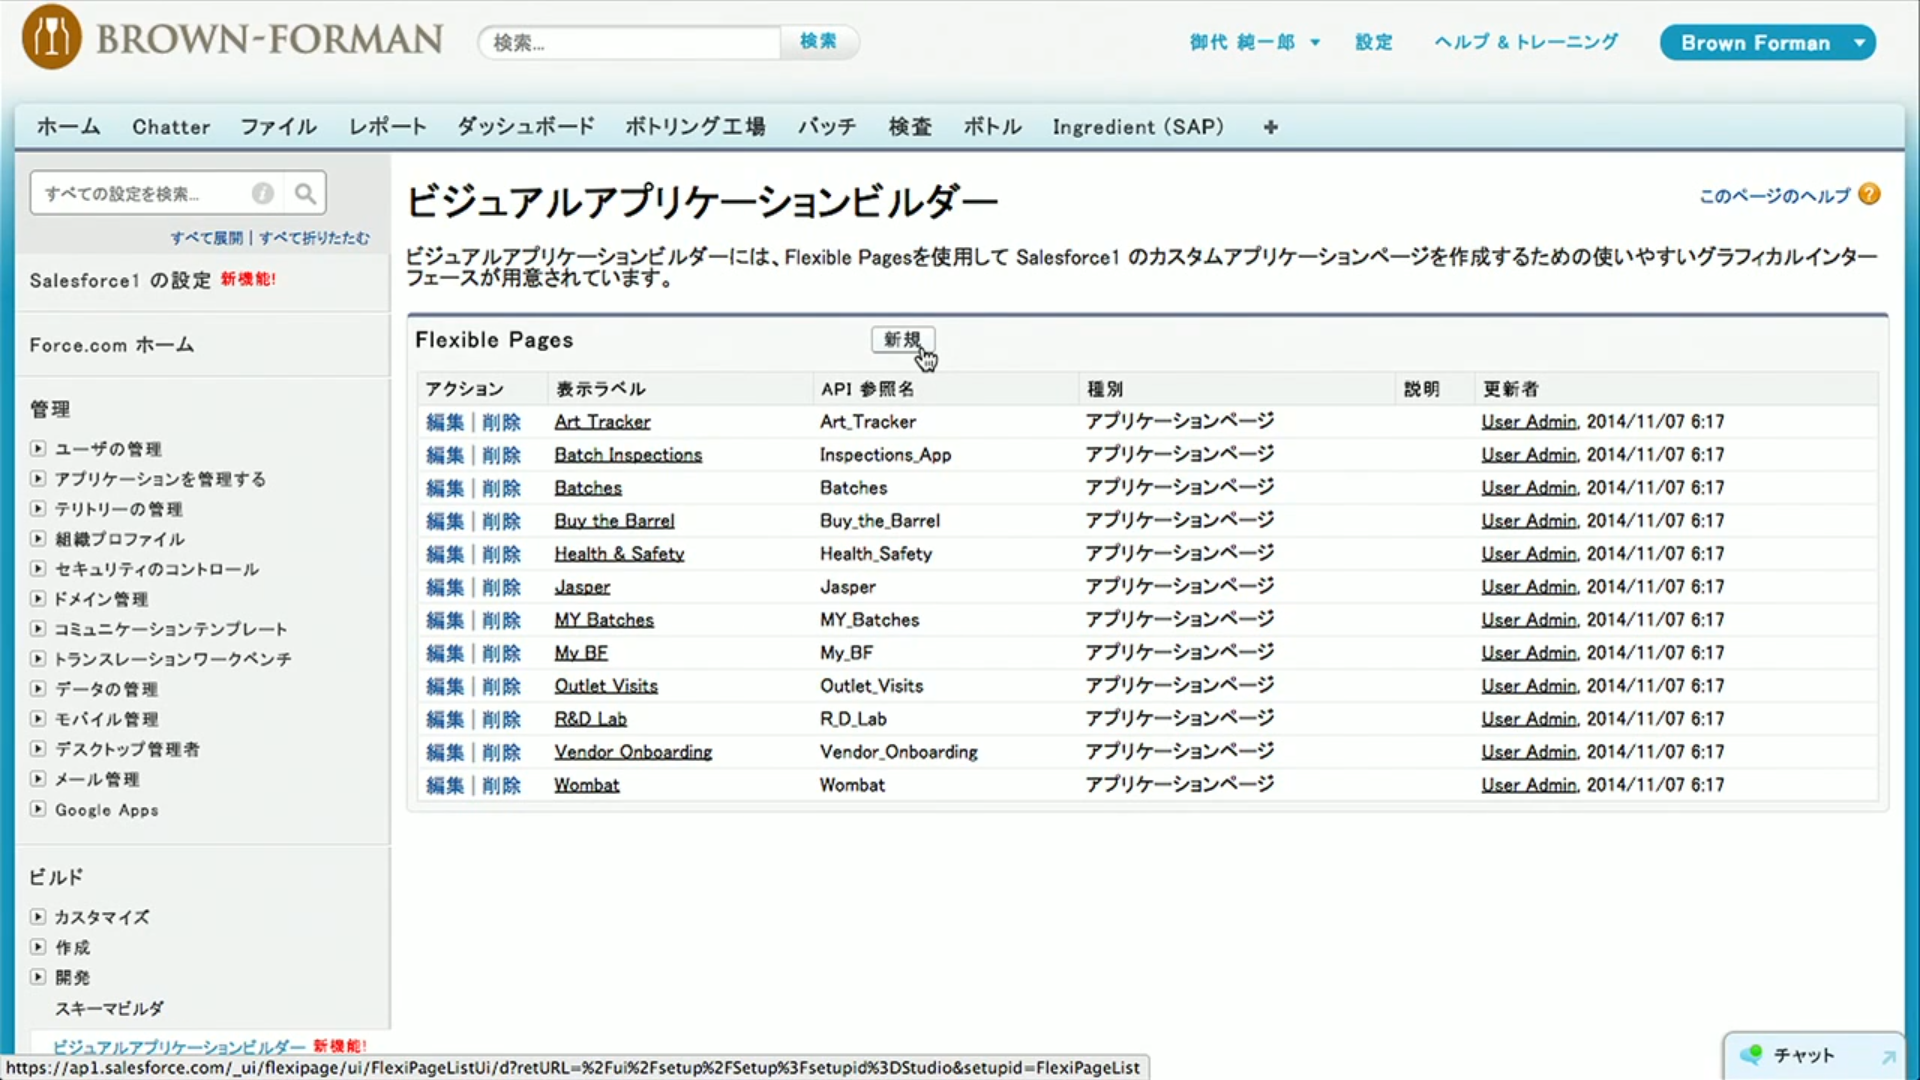 BROWN-FORMAN
検索...
検索
御代 純一郎
設定
ヘルプ & トレーニング
Brown Forman
ホーム Chatter ファイル レポート ダッシュボード ボトリング工場 バッチ 検査 ボトル Ingredient (SAP) +
すべての設定を検索...
すべて展開 | すべて折りたたむ
Salesforce1 の設定 新機能!
Force.com ホーム
管理
ユーザの管理
アプリケーションを管理する
テリトリーの管理
組織プロファイル
セキュリティのコントロール
ドメイン管理
コミュニケーションテンプレート
トランスレーションワークベンチ
データの管理
モバイル管理
デスクトップ管理者
メール管理
Google Apps
ビルド
カスタマイズ
作成
開発
スキーマビルダ
ビジュアルアプリケーションビルダー 新機能!
ビジュアルアプリケーションビルダー
このページのヘルプ ?
ビジュアルアプリケーションビルダーには、Flexible Pagesを使用して Salesforce1 のカスタムアプリケーションページを作成するための使いやすいグラフィカルインター
フェースが用意されています。
Flexible Pages 新規
アクション 表示ラベル API 参照名 種別 説明 更新者
編集 | 削除 Art Tracker Art_Tracker アプリケーションページ User Admin, 2014/11/07 6:17
編集 | 削除 Batch Inspections Inspections_App アプリケーションページ User Admin, 2014/11/07 6:17
編集 | 削除 Batches Batches アプリケーションページ User Admin, 2014/11/07 6:17
編集 | 削除 Buy the Barrel Buy_the_Barrel アプリケーションページ User Admin, 2014/11/07 6:17
編集 | 削除 Health & Safety Health_Safety アプリケーションページ User Admin, 2014/11/07 6:17
編集 | 削除 Jasper Jasper アプリケーションページ User Admin, 2014/11/07 6:17
編集 | 削除 MY Batches MY_Batches アプリケーションページ User Admin, 2014/11/07 6:17
編集 | 削除 My BF My_BF アプリケーションページ User Admin, 2014/11/07 6:17
編集 | 削除 Outlet Visits Outlet_Visits アプリケーションページ User Admin, 2014/11/07 6:17
編集 | 削除 R&D Lab R_D_Lab アプリケーションページ User Admin, 2014/11/07 6:17
編集 | 削除 Vendor Onboarding Vendor_Onboarding アプリケーションページ User Admin, 2014/11/07 6:17
編集 | 削除 Wombat Wombat アプリケーションページ User Admin, 2014/11/07 6:17
チャット
https://ap1.salesforce.com/_ui/flexipage/ui/FlexiPageListUi/d?retURL=%2Fui%2Fsetup%2FSetup%3Fsetupid%3DStudio&setupid=FlexiPageList